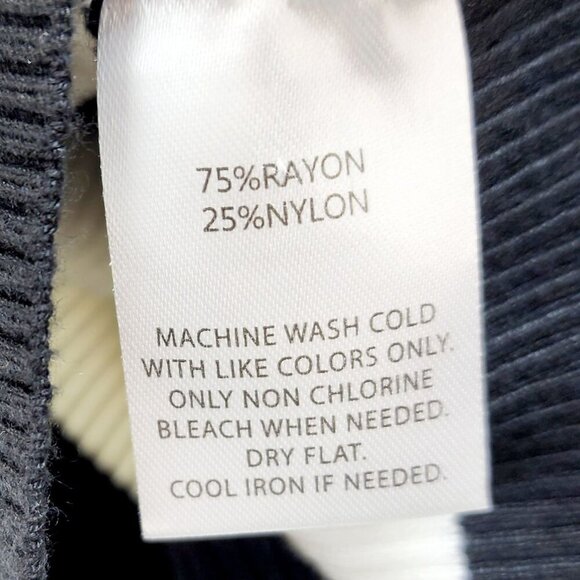 75%RAYON
25%NYLON
MACHINE WASH COLD
WITH LIKE COLORS ONLY.
ONLY NON CHLORINE
BLEACH WHEN NEEDED.
DRY FLAT.
COOL IRON IF NEEDED.